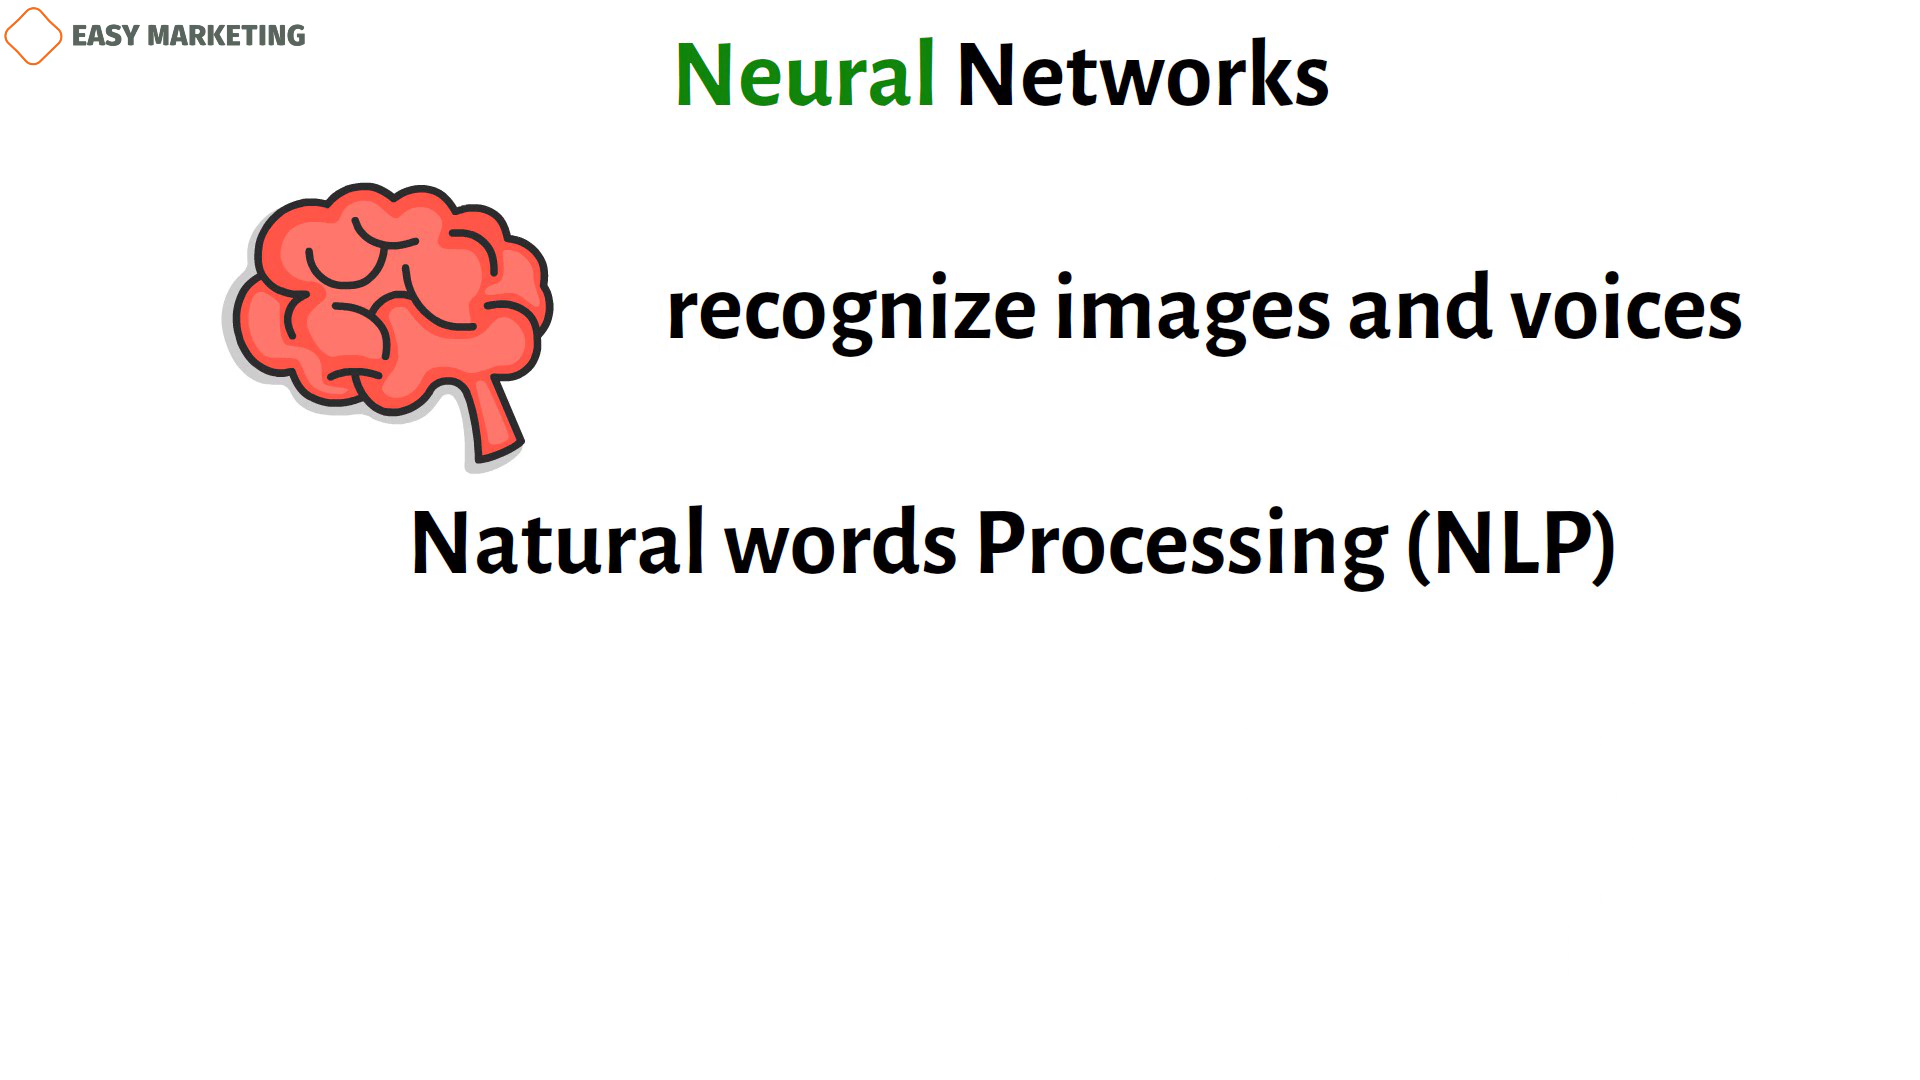 EASY MARKETING
Neural Networks
recognize images and voices
Natural words Processing (NLP)